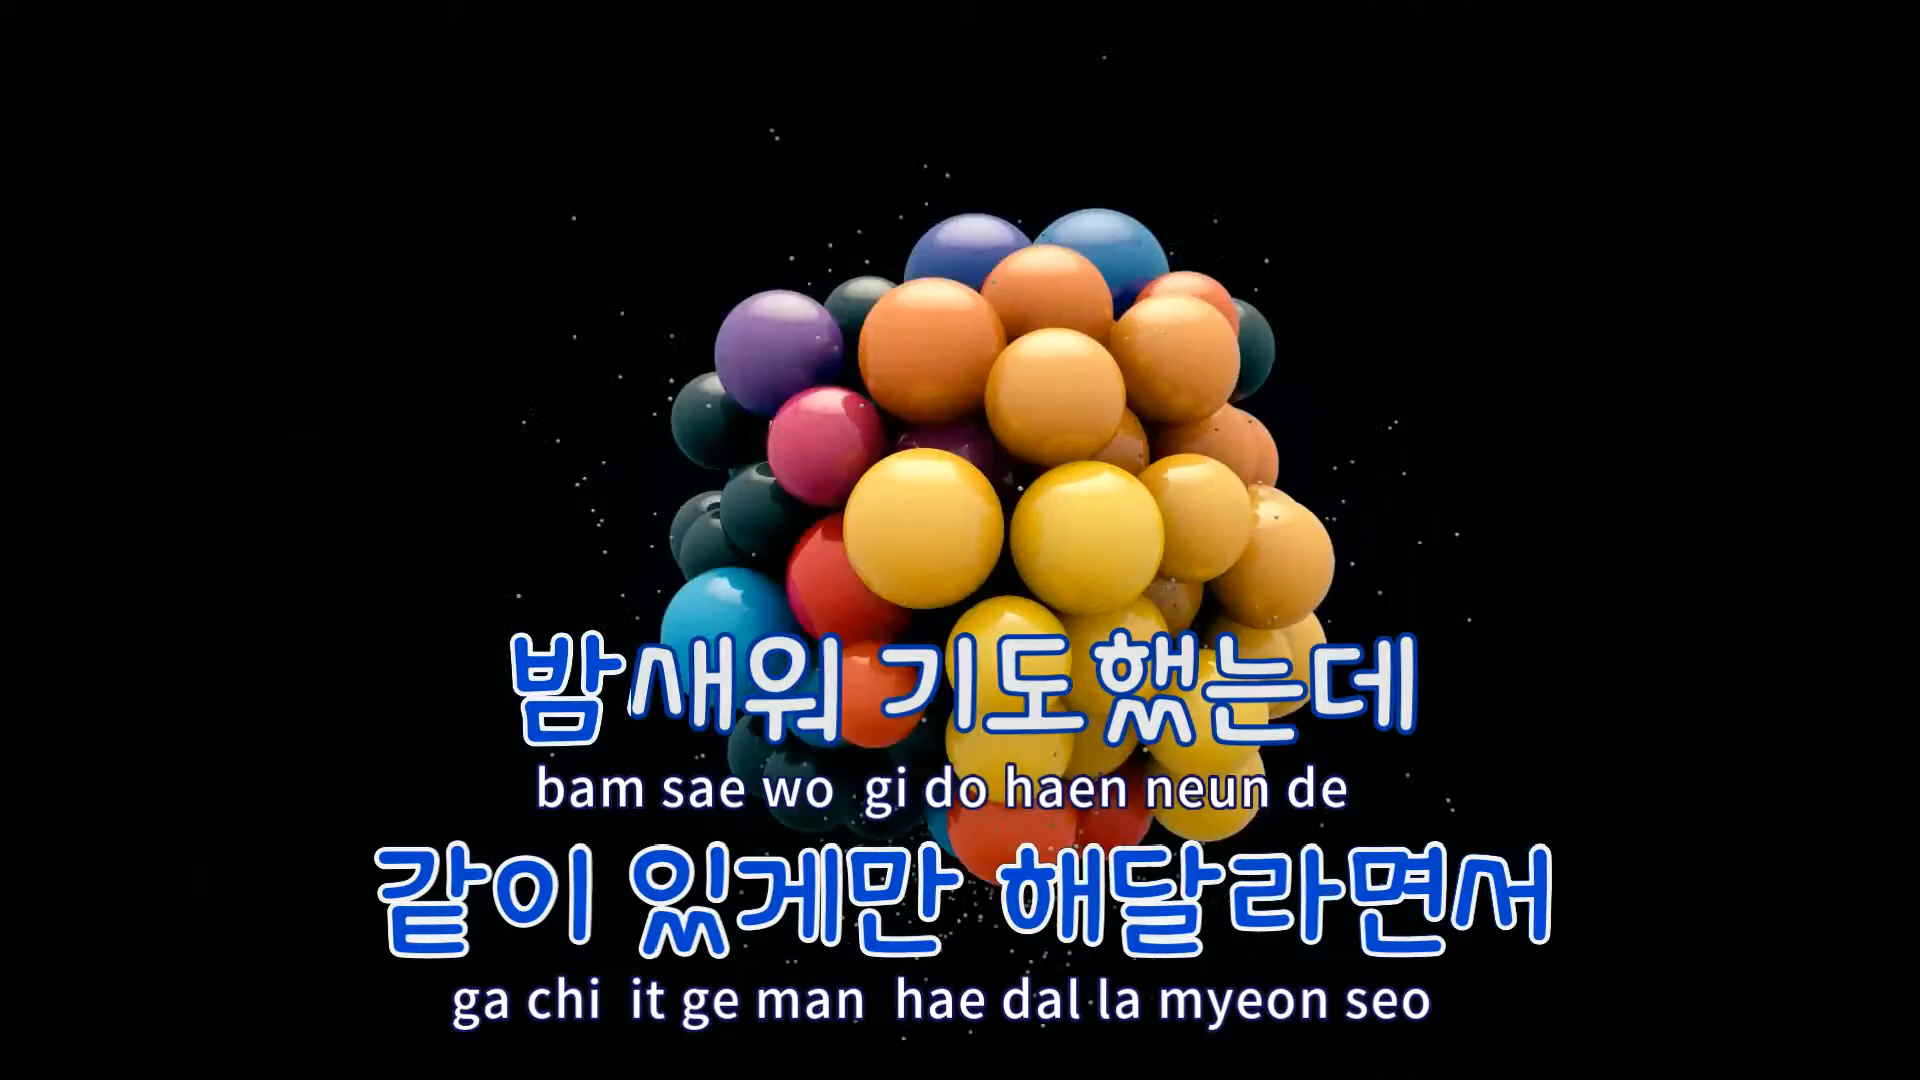 밤새워 기도했는데
bam sae wo gi do haen neun de
같이 있게만 해달라면서
ga chi it ge man hae dal la myeon seo